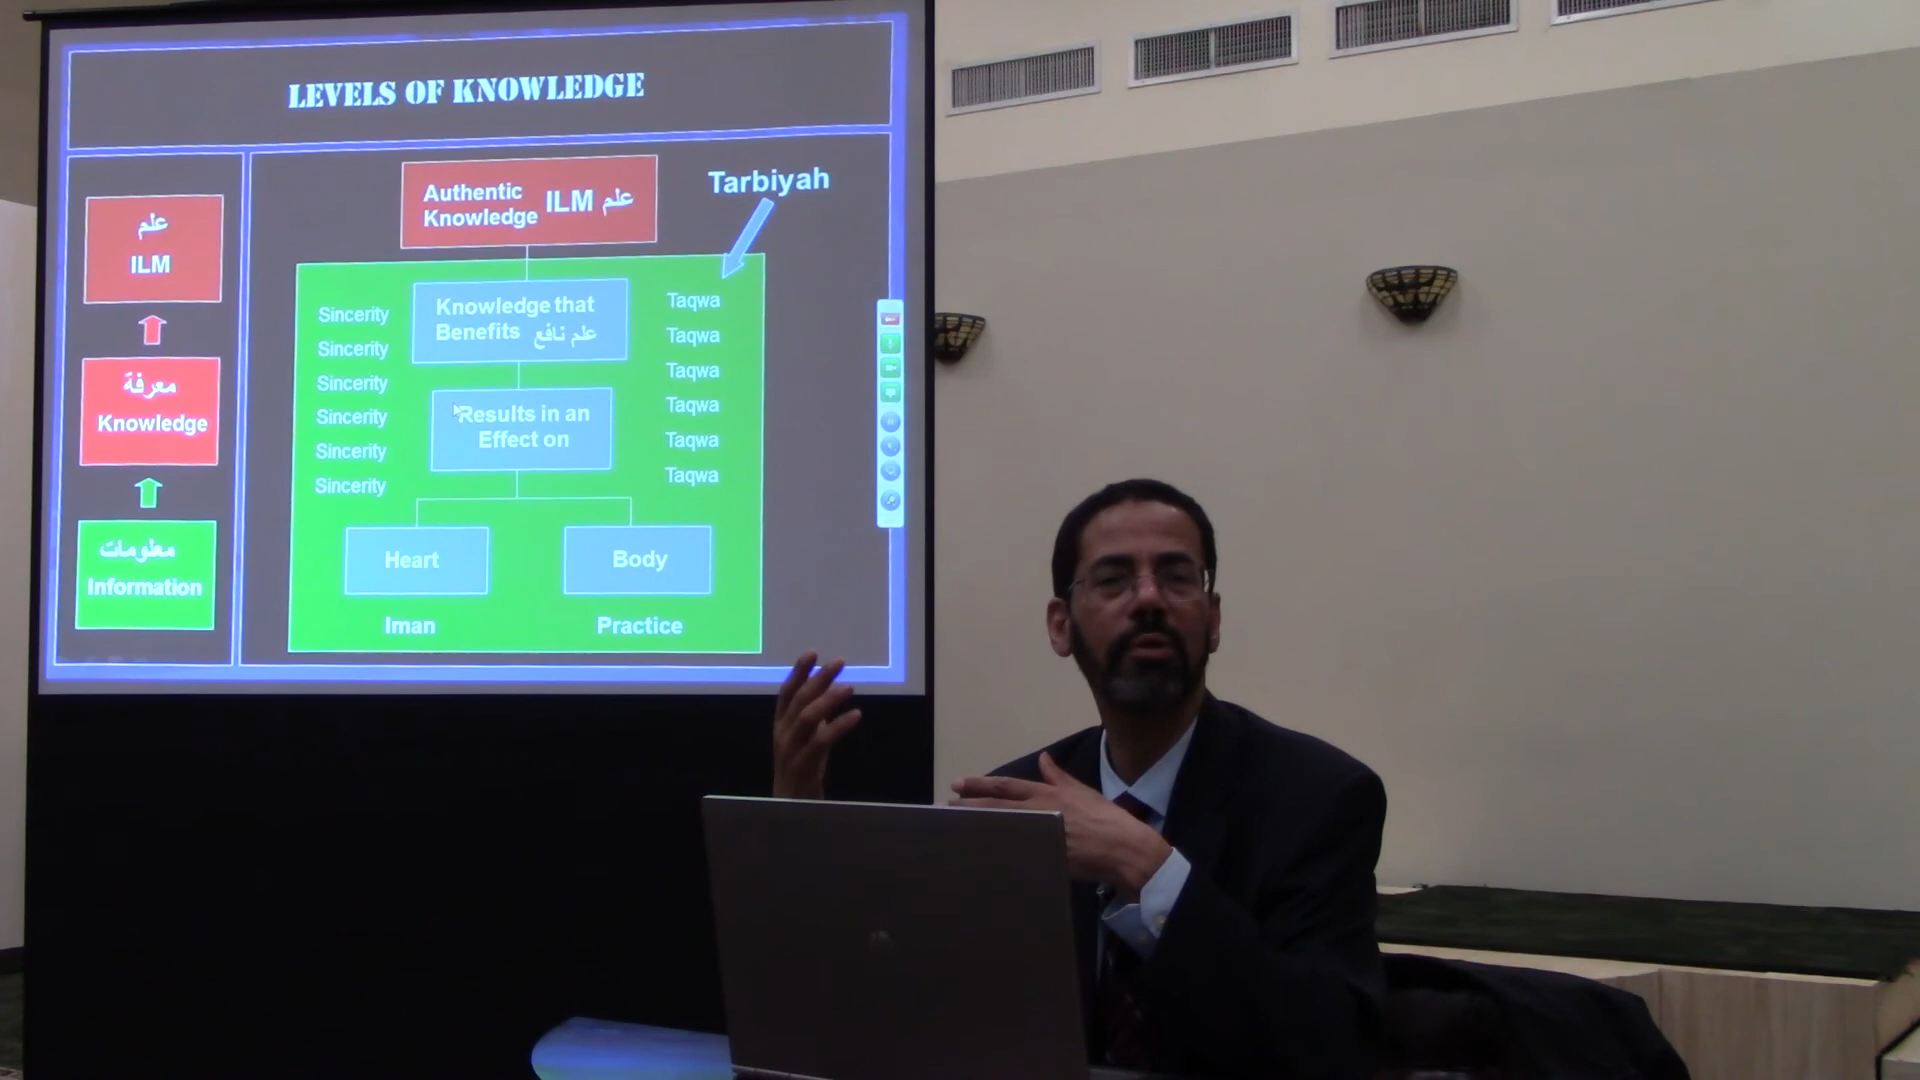 LEVELS OF KNOWLEDGE
علم
ILM
معرفة
Knowledge
معلومات
Information
Authentic
Knowledge ILM علم
Tarbiyah
Knowledge that
Benefits علم نافع
Results in an
Effect on
Sincerity
Sincerity
Sincerity
Sincerity
Sincerity
Sincerity
Taqwa
Taqwa
Taqwa
Taqwa
Taqwa
Taqwa
Heart
Body
Iman
Practice